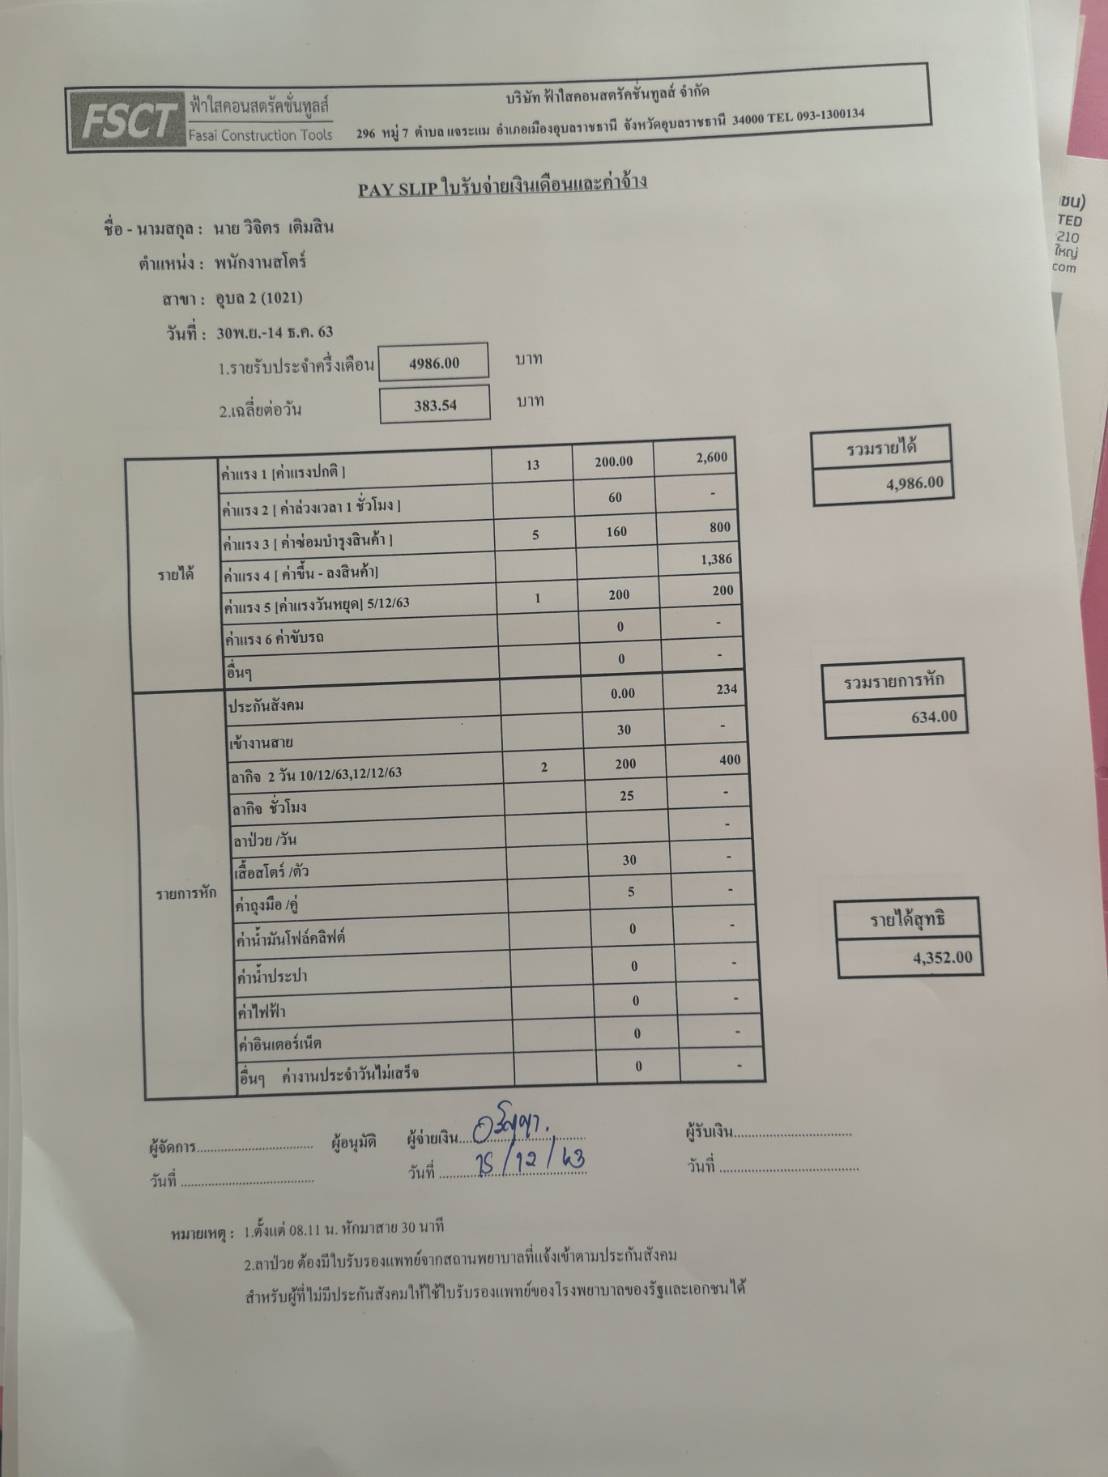 FSCT ฟ้าใสคอนสตรัคชั่นทูลส์
Fasai Construction Tools
บริษัท ฟ้าใสคอนสตรัคชั่นทูลส์ จำกัด
296 หมู่ 7 ตำบล แจระแม อำเภอเมืองอุบลราชธานี จังหวัดอุบลราชธานี 34000 TEL 093-1300134
PAY SLIP ใบรับจ่ายเงินเดือนและค่าจ้าง
ชื่อ - นามสกุล : นาย วิจิตร เติมสิน
ตำแหน่ง : พนักงานสโตร์
สาขา : อุบล 2 (1021)
วันที่ : 30พ.ย.-14 ธ.ค. 63
1.รายรับประจำครึ่งเดือน 4986.00 บาท
2.เฉลี่ยต่อวัน 383.54 บาท
รายได้
ค่าแรง 1 [ค่าแรงปกติ ] 13 200.00 2,600
ค่าแรง 2 [ ค่าล่วงเวลา 1 ชั่วโมง ] 60 -
ค่าแรง 3 [ ค่าซ่อมบำรุงสินค้า ] 5 160 800
ค่าแรง 4 [ ค่าขึ้น - ลงสินค้า] 1,386
ค่าแรง 5 [ค่าแรงวันหยุด] 5/12/63 1 200 200
ค่าแรง 6 ค่าขับรถ 0 -
อื่นๆ 0 -
รวมรายได้
4,986.00
รายการหัก
ประกันสังคม 0.00 234
เข้างานสาย 30 -
ลากิจ 2 วัน 10/12/63,12/12/63 2 200 400
ลากิจ ชั่วโมง 25 -
ลาป่วย /วัน -
เสื้อสโตร์ /ตัว 30 -
ค่าถุงมือ /คู่ 5 -
ค่าน้ำมันโฟล์คลิฟต์ 0 -
ค่าน้ำประปา 0 -
ค่าไฟฟ้า 0 -
ค่าอินเตอร์เน็ต 0 -
อื่นๆ ค่างานประจำวันไม่เสร็จ 0 -
รวมรายการหัก
634.00
รายได้สุทธิ
4,352.00
ผู้จัดการ................................ ผู้อนุมัติ ผู้จ่ายเงิน................................ ผู้รับเงิน................................
วันที่ ................................ วันที่ 15/12/63 วันที่ ................................
หมายเหตุ : 1.ตั้งแต่ 08.11 น. หักมาสาย 30 นาที
2.ลาป่วย ต้องมีใบรับรองแพทย์จากสถานพยาบาลที่แจ้งเข้าตามประกันสังคม
สำหรับผู้ที่ไม่มีประกันสังคมให้ใช้ใบรับรองแพทย์ของโรงพยาบาลของรัฐและเอกชนได้
ชน)
TED
210
ใหญ่
com